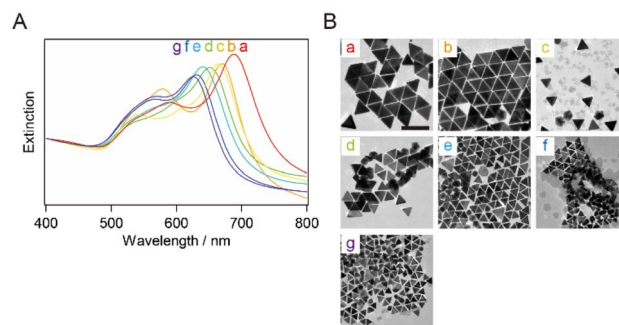 A
g f e d c b a
Extinction
400 500 600 700 800
Wavelength / nm
B
a b c
d e f
g